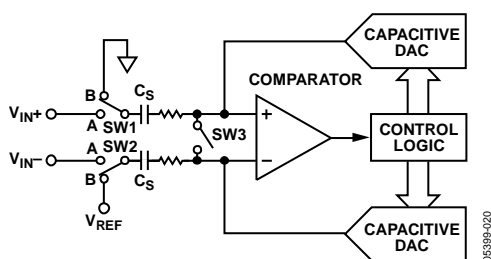 CAPACITIVE
DAC
COMPARATOR
B
CS
VIN+
A
SW1
SW3
CONTROL
LOGIC
VIN–
A
SW2
B
CS
VREF
CAPACITIVE
DAC
+
–
05399-020